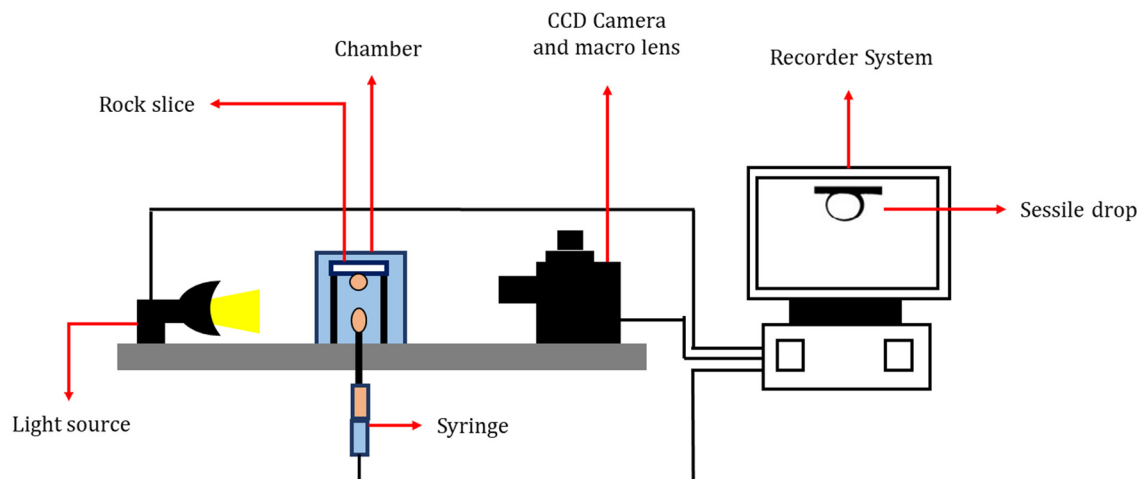 CCD Camera
and macro lens
Chamber
Recorder System
Rock slice
Sessile drop
Light source
Syringe